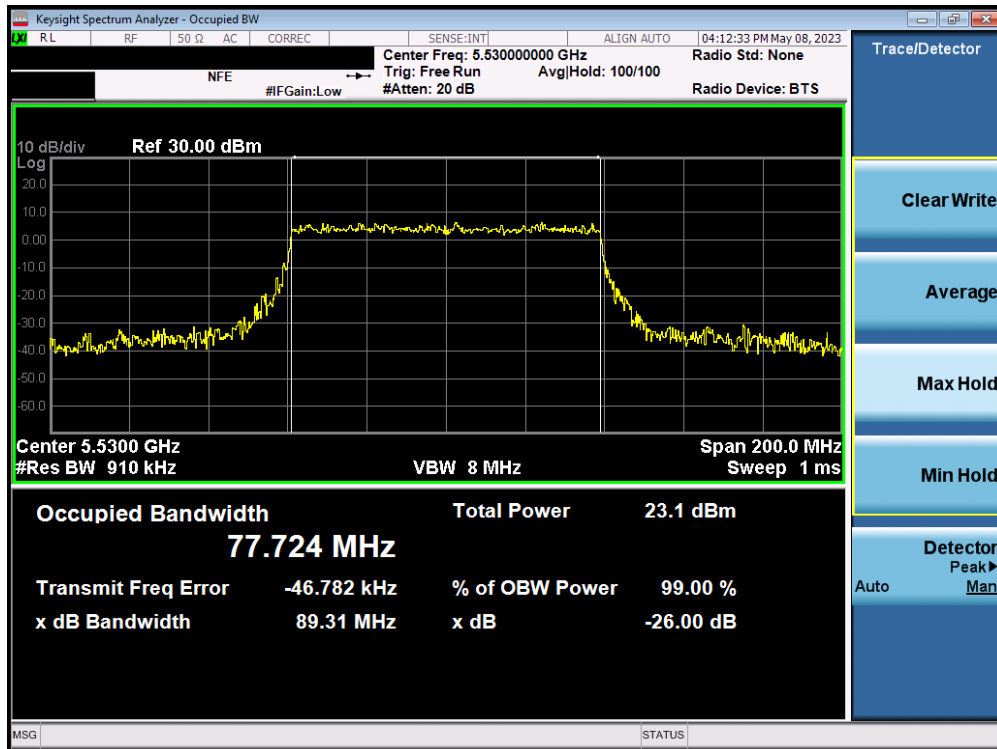 Keysight Spectrum Analyzer - Occupied BW
LXI RL RF 50 Ω AC CORREC SENSE:INT ALIGN AUTO 04:12:33 PM May 08, 2023
NFE
#IFGain:Low
Center Freq: 5.530000000 GHz
Trig: Free Run Avg|Hold: 100/100
#Atten: 20 dB
Radio Std: None
Radio Device: BTS
10 dB/div Ref 30.00 dBm
Log
20.0
10.0
0.00
-10.0
-20.0
-30.0
-40.0
-50.0
-60.0
Center 5.5300 GHz Span 200.0 MHz
#Res BW 910 kHz VBW 8 MHz Sweep 1 ms
Occupied Bandwidth Total Power 23.1 dBm
77.724 MHz
Transmit Freq Error -46.782 kHz % of OBW Power 99.00 %
x dB Bandwidth 89.31 MHz x dB -26.00 dB
MSG STATUS
Trace/Detector
Clear Write
Average
Max Hold
Min Hold
Detector
Peak▶
Auto Man